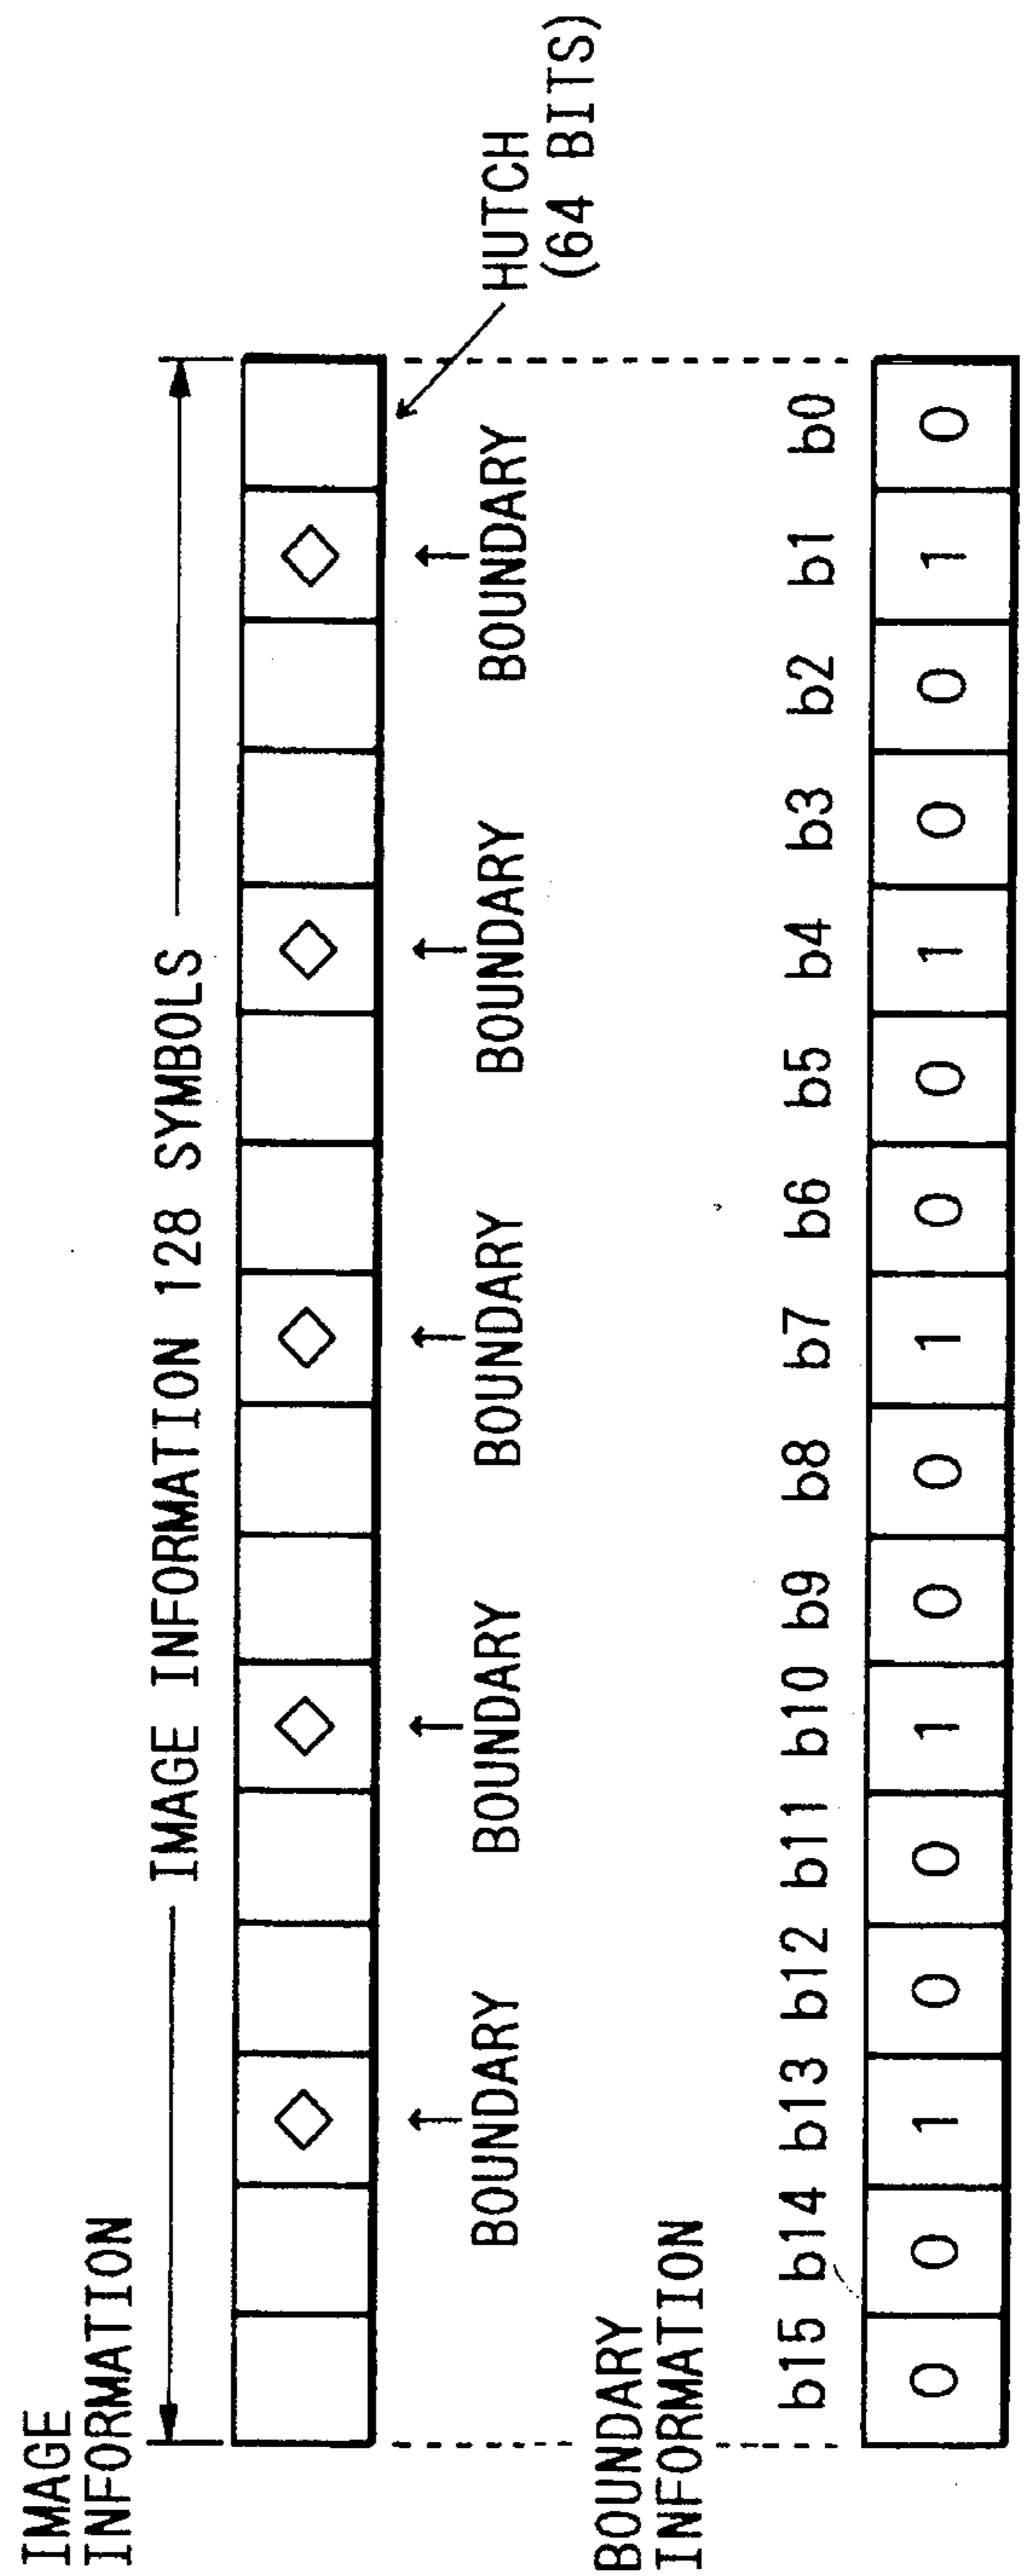 IMAGE
INFORMATION
IMAGE INFORMATION 128 SYMBOLS
HUTCH
(64 BITS)
BOUNDARY BOUNDARY BOUNDARY BOUNDARY BOUNDARY
BOUNDARY
INFORMATION
b15 b14 b13 b12 b11 b10 b9 b8 b7 b6 b5 b4 b3 b2 b1 b0
0 0 1 0 0 1 0 0 1 0 0 1 0 0 1 0